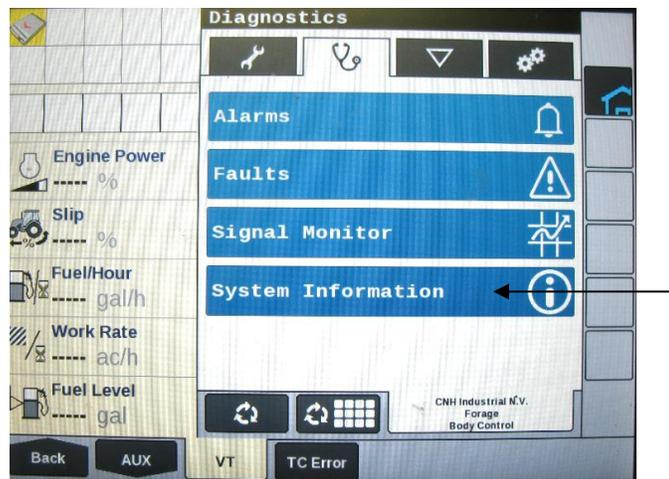 Diagnostics
Alarms
Faults
Signal Monitor
System Information
Engine Power
----- %
Slip
----- %
Fuel/Hour
----- gal/h
Work Rate
----- ac/h
Fuel Level
----- gal
CNH Industrial N.V.
Forage
Body Control
Back
AUX
VT
TC Error